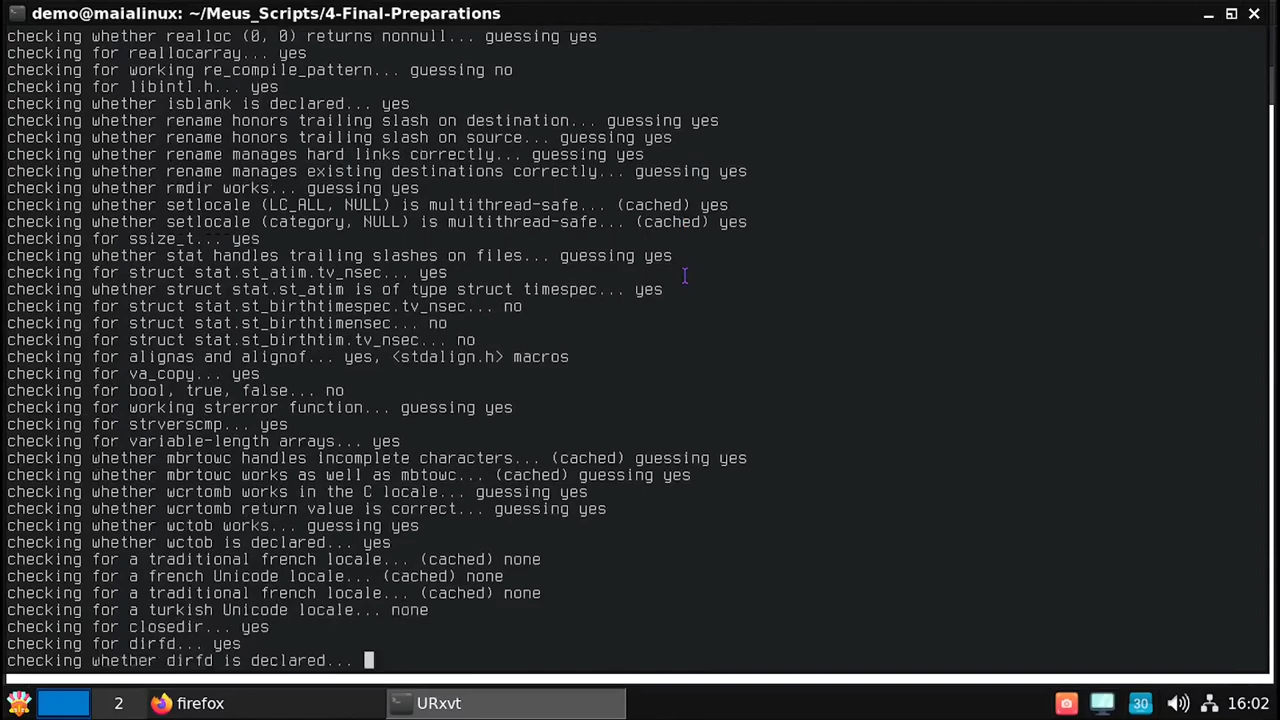 demo@maialinux: ~/Meus_Scripts/4-Final-Preparations
checking whether realloc (0, 0) returns nonnull... guessing yes
checking for reallocarray... yes
checking for working re_compile_pattern... guessing no
checking for libintl.h... yes
checking whether isblank is declared... yes
checking whether rename honors trailing slash on destination... guessing yes
checking whether rename honors trailing slash on source... guessing yes
checking whether rename manages hard links correctly... guessing yes
checking whether rename manages existing destinations correctly... guessing yes
checking whether rmdir works... guessing yes
checking whether setlocale (LC_ALL, NULL) is multithread-safe... (cached) yes
checking whether setlocale (category, NULL) is multithread-safe... (cached) yes
checking for ssize_t... yes
checking whether stat handles trailing slashes on files... guessing yes
checking for struct stat.st_atim.tv_nsec... yes
checking whether struct stat.st_atim is of type struct timespec... yes
checking for struct stat.st_birthtimespec.tv_nsec... no
checking for struct stat.st_birthtimensec... no
checking for struct stat.st_birthtim.tv_nsec... no
checking for alignas and alignof... yes, <stdalign.h> macros
checking for va_copy... yes
checking for bool, true, false... no
checking for working strerror function... guessing yes
checking for strverscmp... yes
checking for variable-length arrays... yes
checking whether mbrtowc handles incomplete characters... (cached) guessing yes
checking whether mbrtowc works as well as mbtowc... (cached) guessing yes
checking whether wcrtomb works in the C locale... guessing yes
checking whether wcrtomb return value is correct... guessing yes
checking whether wctob works... guessing yes
checking whether wctob is declared... yes
checking for a traditional french locale... (cached) none
checking for a french Unicode locale... (cached) none
checking for a traditional french locale... (cached) none
checking for a turkish Unicode locale... none
checking for closedir... yes
checking for dirfd... yes
checking whether dirfd is declared...
2 firefox URxvt 30 16:02